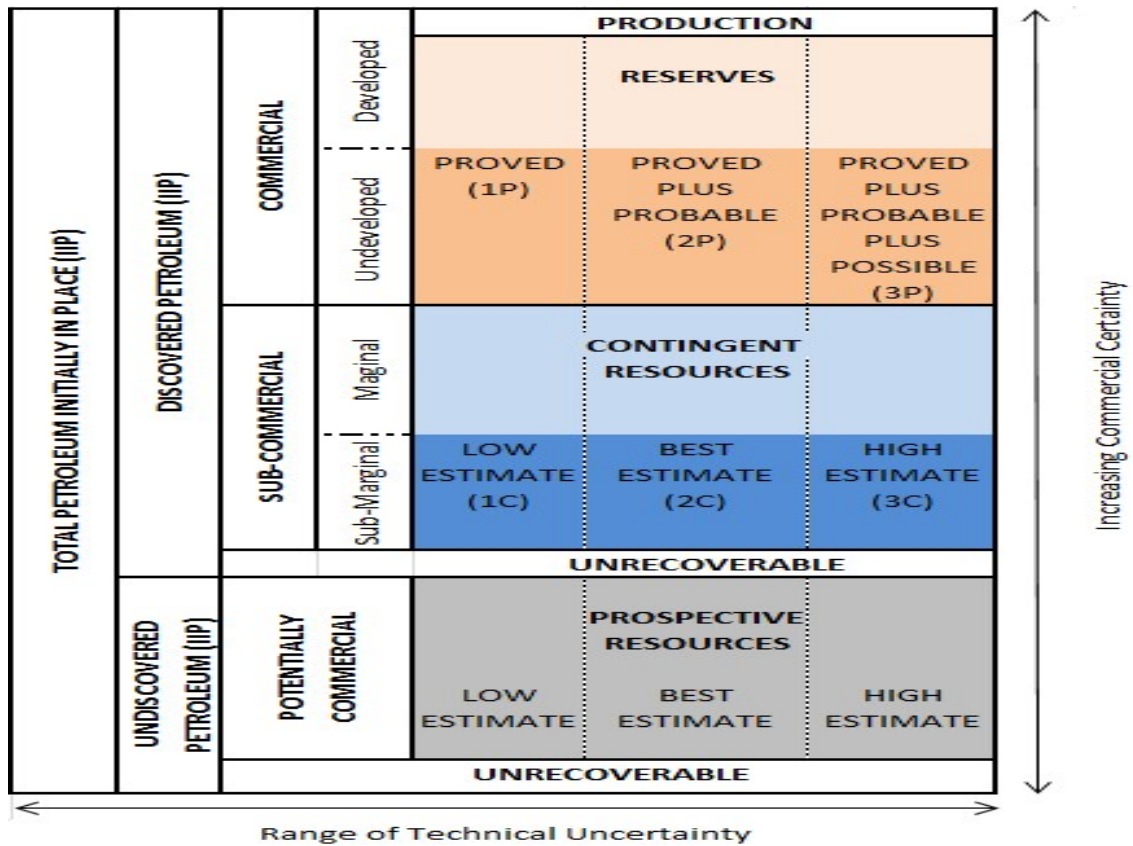 PRODUCTION
TOTAL PETROLEUM INITIALLY IN PLACE (IIP)
DISCOVERED PETROLEUM (IIP)
COMMERCIAL
Developed
RESERVES
Undeveloped
PROVED
(1P)
PROVED
PLUS
PROBABLE
(2P)
PROVED
PLUS
PROBABLE
PLUS
POSSIBLE
(3P)
SUB-COMMERCIAL
Maginal
CONTINGENT
RESOURCES
Sub-Marginal
LOW
ESTIMATE
(1C)
BEST
ESTIMATE
(2C)
HIGH
ESTIMATE
(3C)
UNRECOVERABLE
UNDISCOVERED
PETROLEUM (IIP)
POTENTIALLY
COMMERCIAL
PROSPECTIVE
RESOURCES
LOW
ESTIMATE
BEST
ESTIMATE
HIGH
ESTIMATE
UNRECOVERABLE
Increasing Commercial Certainty
Range of Technical Uncertainty